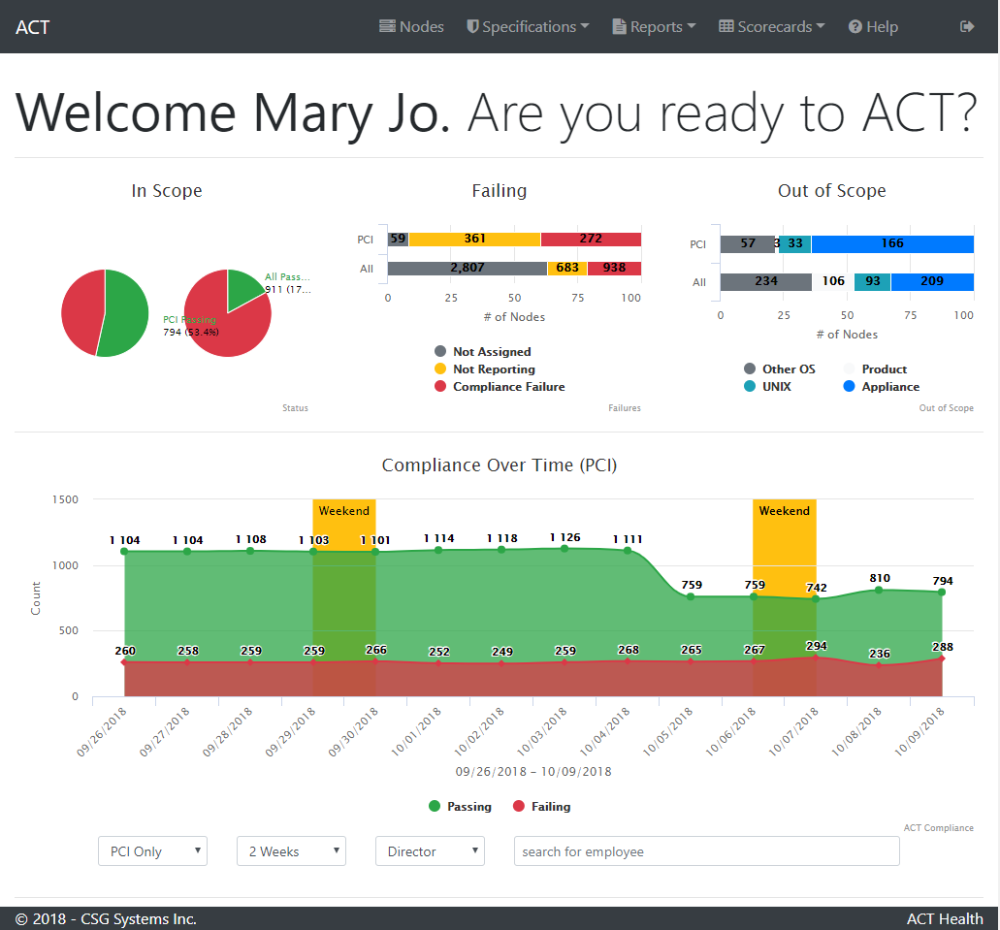 ACT Nodes Specifications Reports Scorecards Help
Welcome Mary Jo. Are you ready to ACT?
In Scope
All Pass...
911 (17...
PCI Passing
794 (53.4%)
Status
Failing
PCI 59 361 272
All 2,807 683 938
0 25 50 75 100
# of Nodes
Not Assigned
Not Reporting
Compliance Failure
Failures
Out of Scope
PCI 57 3 33 166
All 234 106 93 209
0 25 50 75 100
# of Nodes
Other OS Product
UNIX Appliance
Out of Scope
Compliance Over Time (PCI)
Count
1500
1000
500
0
Weekend Weekend
1 104 1 104 1 108 1 103 1 101 1 114 1 118 1 126 1 111 759 759 742 810 794
260 258 259 259 266 252 249 259 268 265 267 294 236 288
09/26/2018 09/27/2018 09/28/2018 09/29/2018 09/30/2018 10/01/2018 10/02/2018 10/03/2018 10/04/2018 10/05/2018 10/06/2018 10/07/2018 10/08/2018 10/09/2018
09/26/2018 – 10/09/2018
Passing Failing
ACT Compliance
PCI Only 2 Weeks Director search for employee
© 2018 - CSG Systems Inc. ACT Health